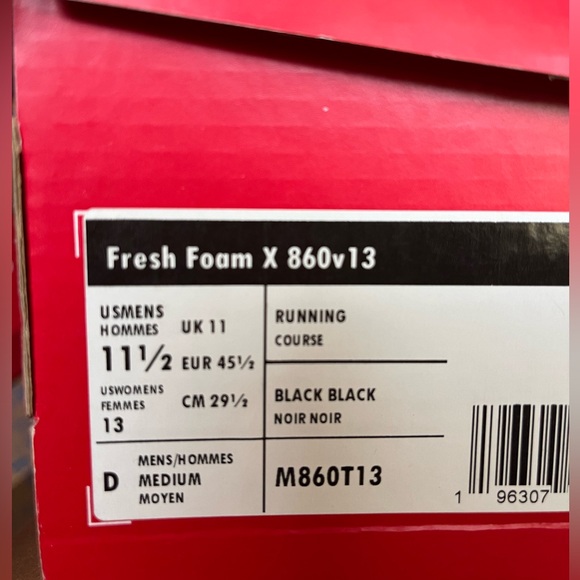 Fresh Foam X 860v13
USMENS
HOMMES UK 11
11½ EUR 45½
USWOMENS
FEMMES CM 29½
13
RUNNING
COURSE
BLACK BLACK
NOIR NOIR
D MENS/HOMMES
MEDIUM
MOYEN
M860T13
1 96307